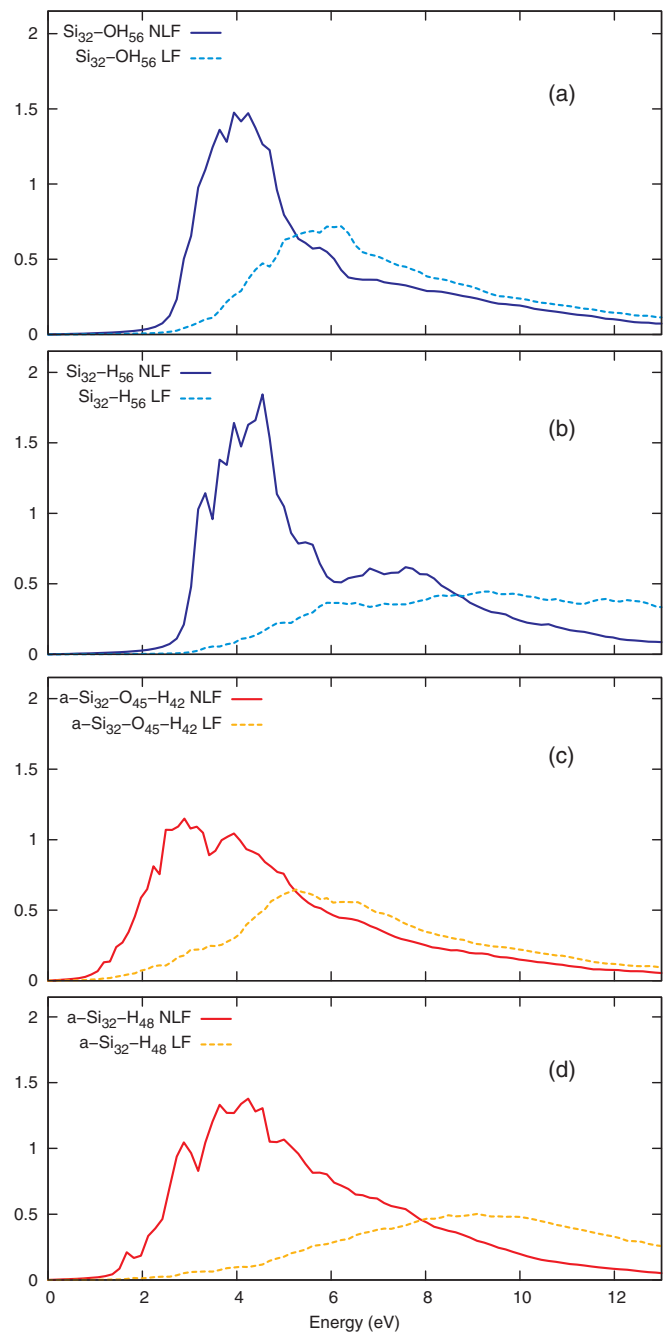 2
Si₃₂–OH₅₆ NLF
Si₃₂–OH₅₆ LF
(a)
1.5
1
0.5
0
2
Si₃₂–H₅₆ NLF
Si₃₂–H₅₆ LF
(b)
1.5
1
0.5
0
2
a–Si₃₂–O₄₅–H₄₂ NLF
a–Si₃₂–O₄₅–H₄₂ LF
(c)
1.5
1
0.5
0
2
a–Si₃₂–H₄₈ NLF
a–Si₃₂–H₄₈ LF
(d)
1.5
1
0.5
0
0 2 4 6 8 10 12
Energy (eV)